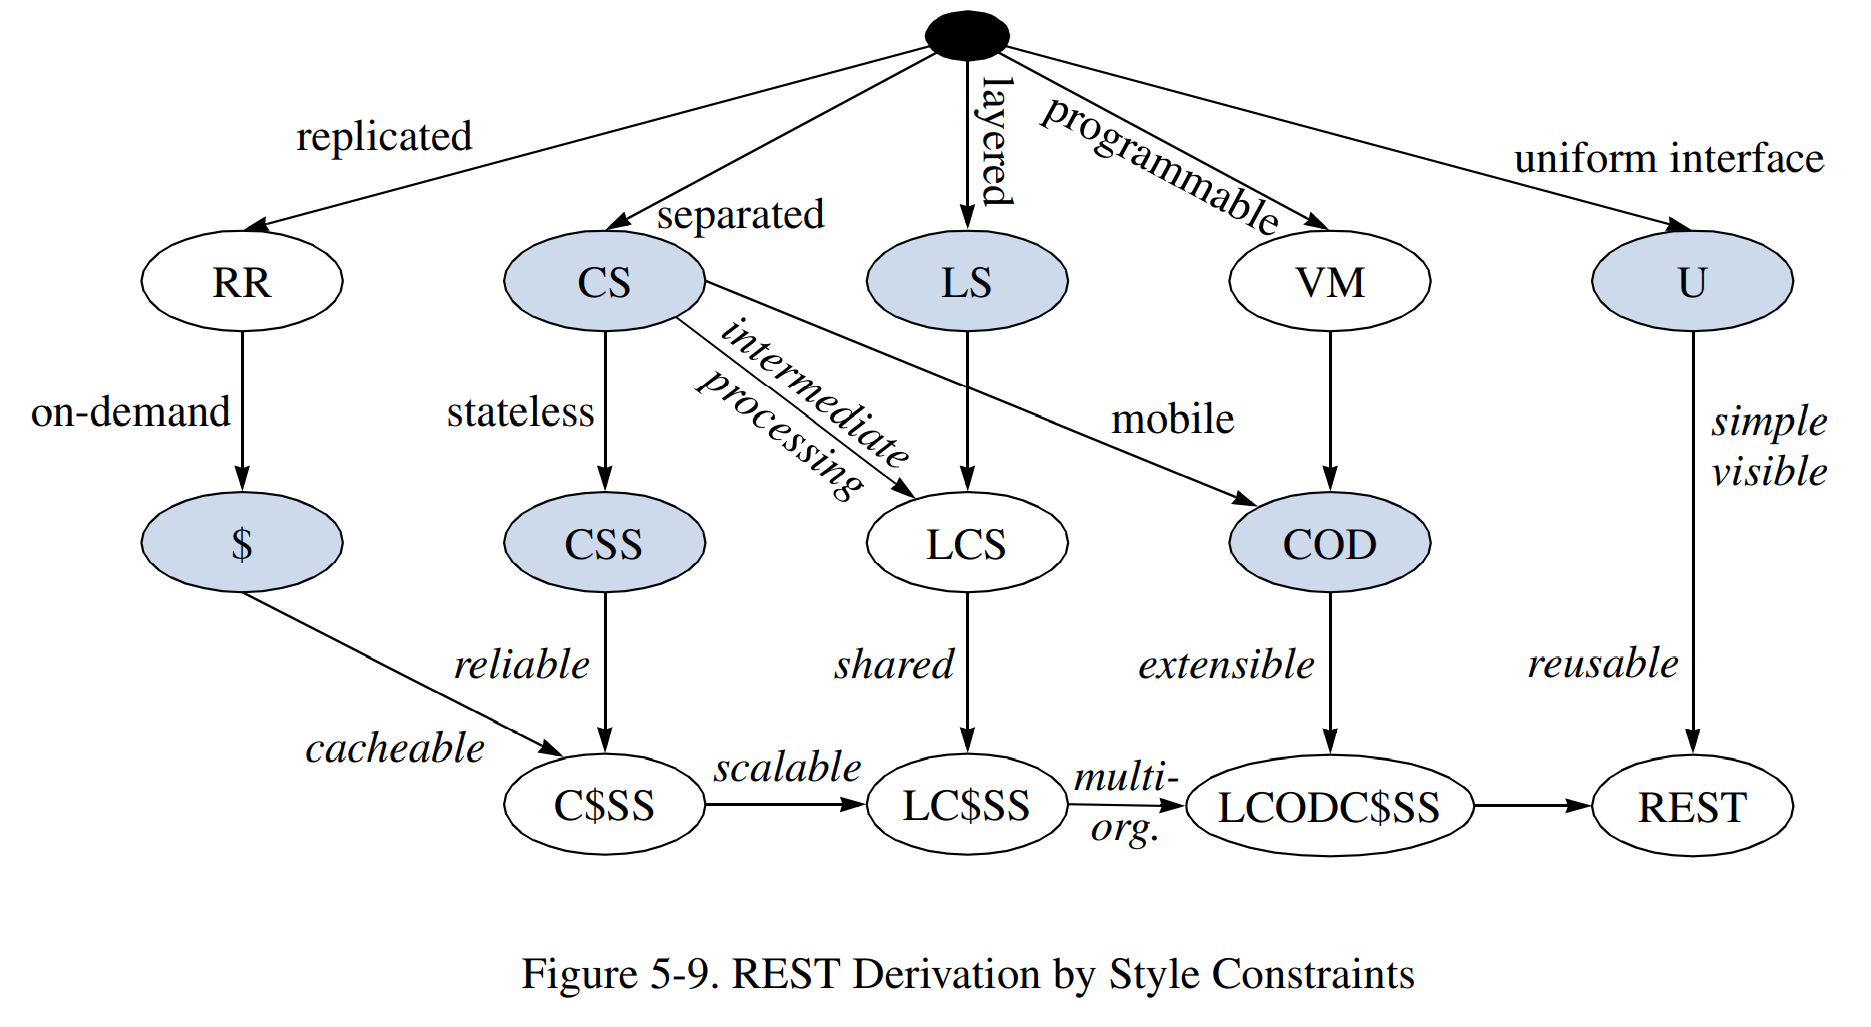 layered
programmable
replicated
uniform interface
separated
RR
CS
LS
VM
U
intermediate
processing
on-demand
stateless
mobile
simple
visible
$
CSS
LCS
COD
reliable
shared
extensible
reusable
cacheable
scalable
multi-
org.
C$SS
LC$SS
LCODC$SS
REST
Figure 5-9. REST Derivation by Style Constraints